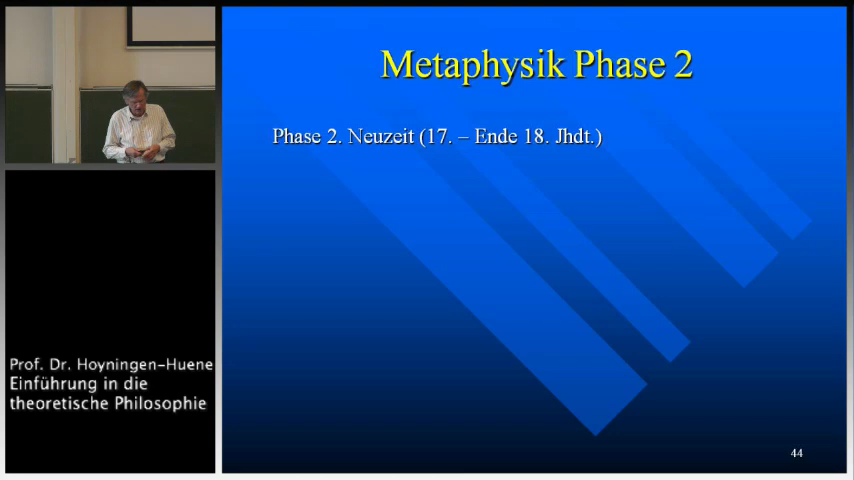 Metaphysik Phase 2
Phase 2. Neuzeit (17. – Ende 18. Jhdt.)
Prof. Dr. Hoyningen-Huene
Einführung in die
theoretische Philosophie
44